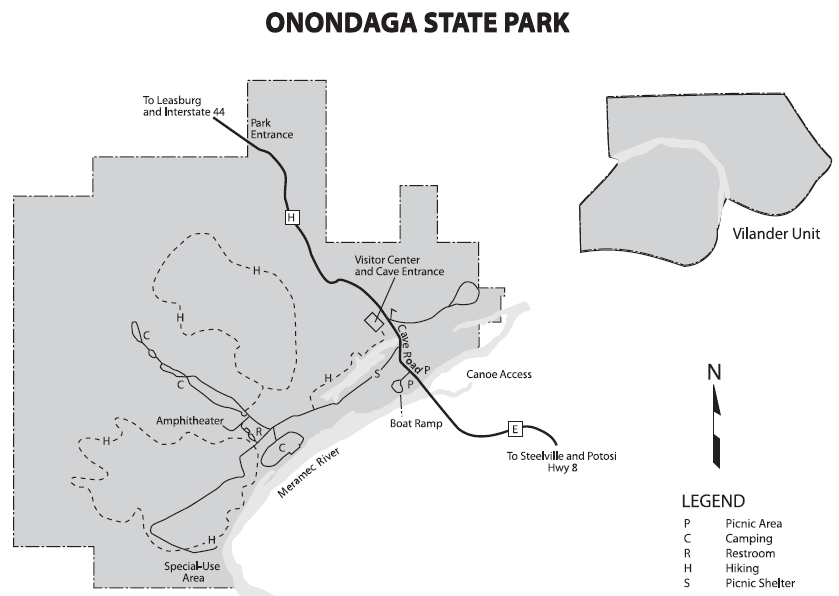 ONONDAGA STATE PARK
To Leasburg
and Interstate 44
Park
Entrance
H
Visitor Center
and Cave Entrance
Vilander Unit
H
H
C
C
Cave Road
P
P
S
H
Canoe Access
Boat Ramp
Amphitheater
R
C
H
E
To Steelville and Potosi
Hwy 8
Meramec River
H
Special-Use
Area
N
LEGEND
P Picnic Area
C Camping
R Restroom
H Hiking
S Picnic Shelter